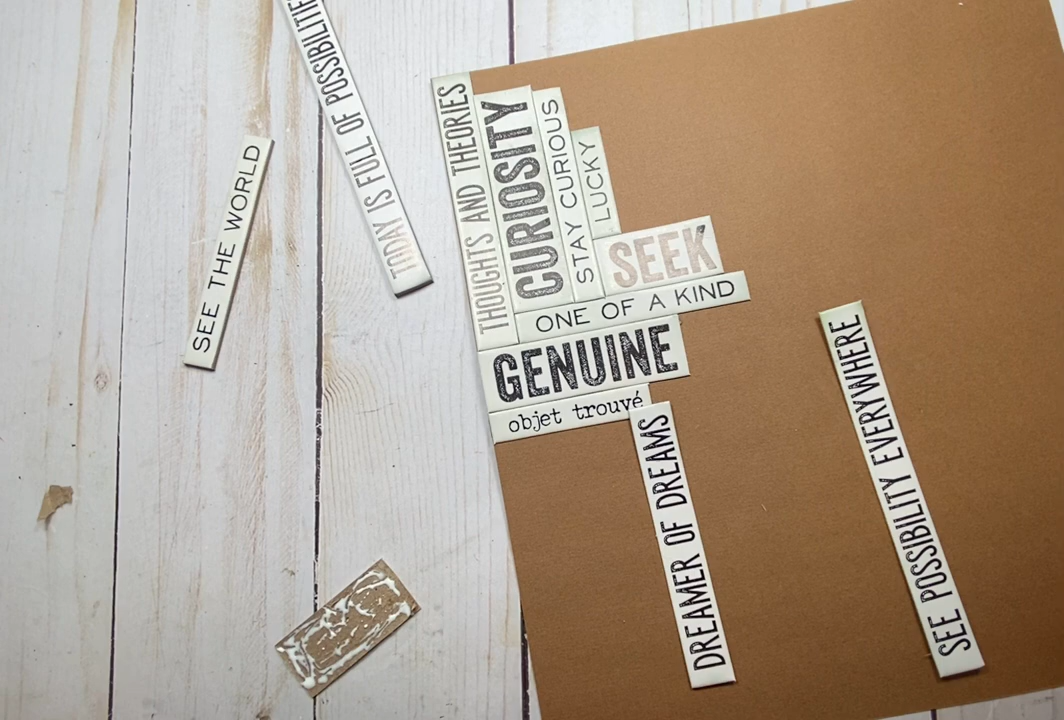 TODAY IS FULL OF POSSIBILITIE
SEE THE WORLD
THOUGHTS AND THEORIES
CURIOSITY
STAY CURIOUS
LUCKY
SEEK
ONE OF A KIND
GENUINE
objet trouvé
DREAMER OF DREAMS
SEE POSSIBILITY EVERYWHERE